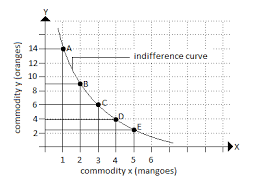 Y
commodity y (oranges)
14
12
10
8
6
4
2
A
B
C
D
E
indifference curve
X
1 2 3 4 5 6
commodity x (mangoes)